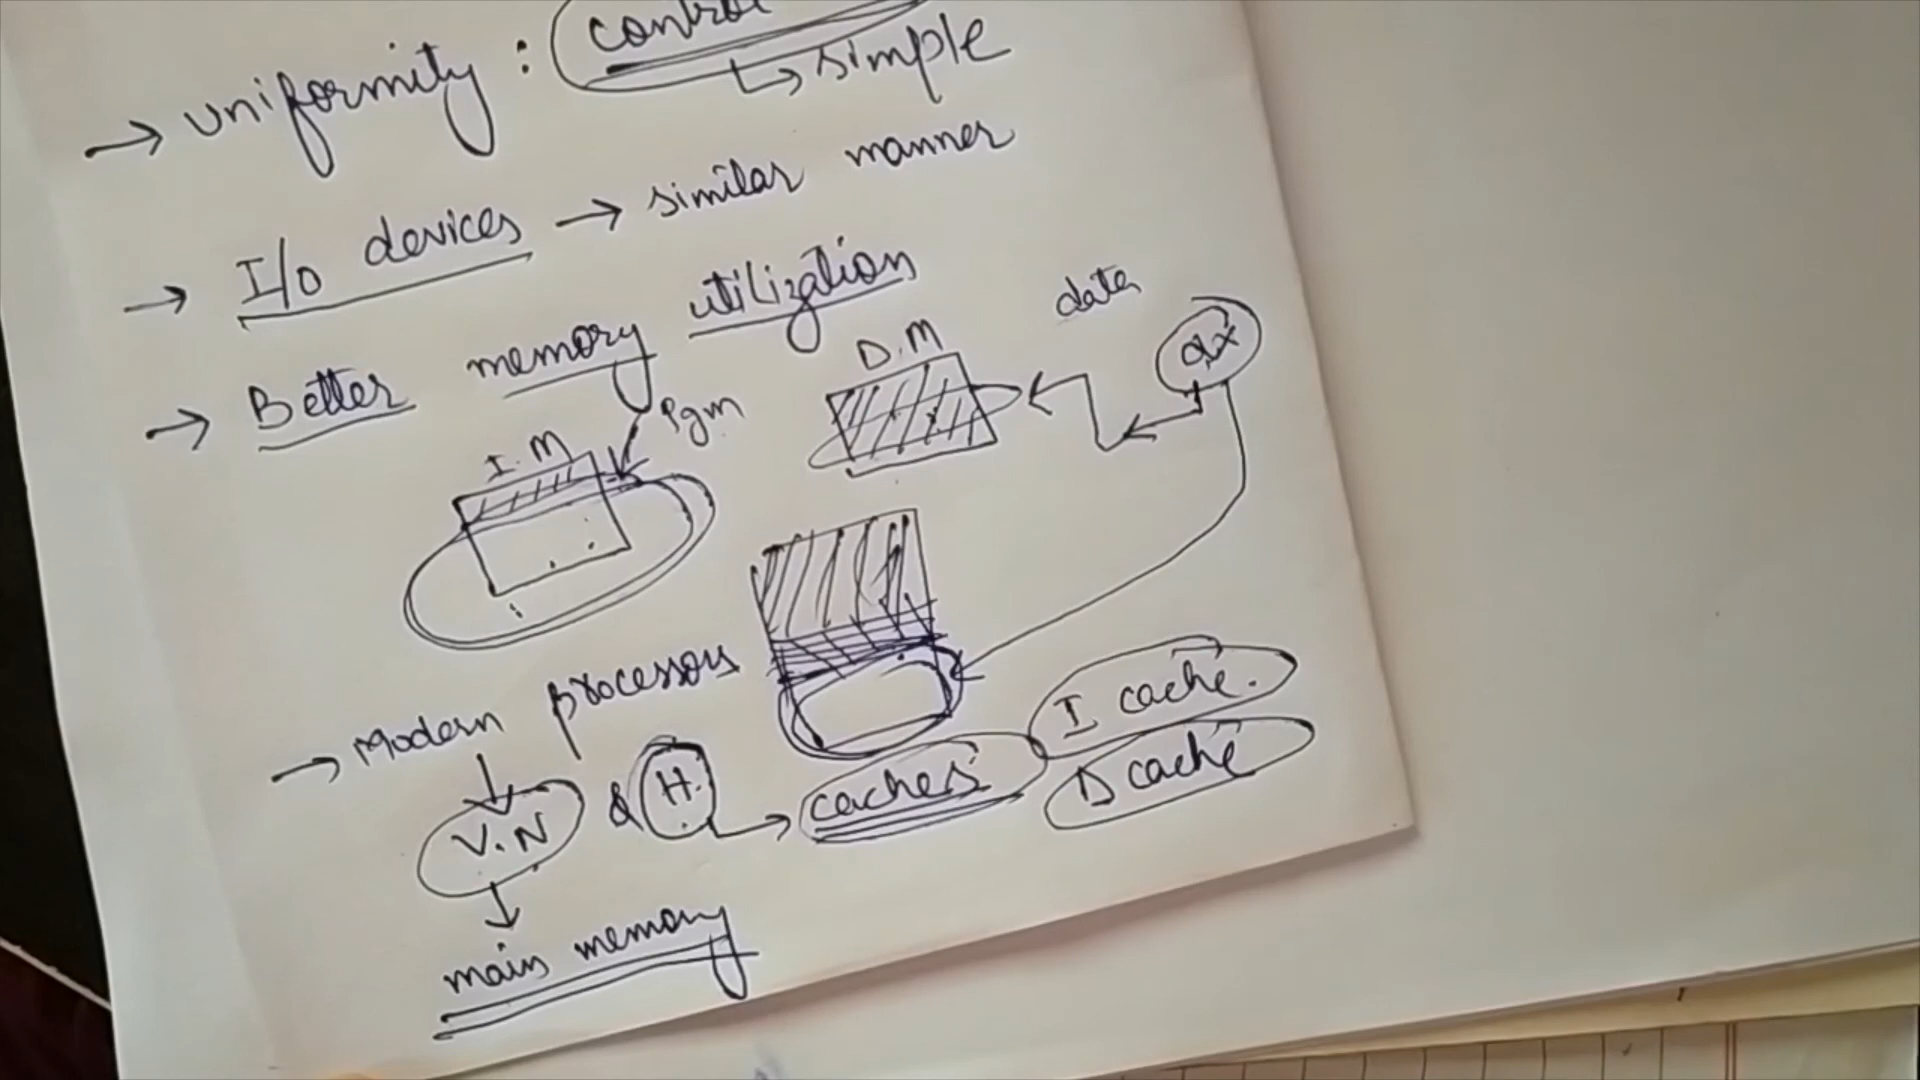 → uniformity : control
↳ simple
→ I/O devices → similar manner
→ Better memory utilization
I.M
Pgm
D.M
data
→ Modern processors
V.N & H. → caches
I cache.
D cache
main memory